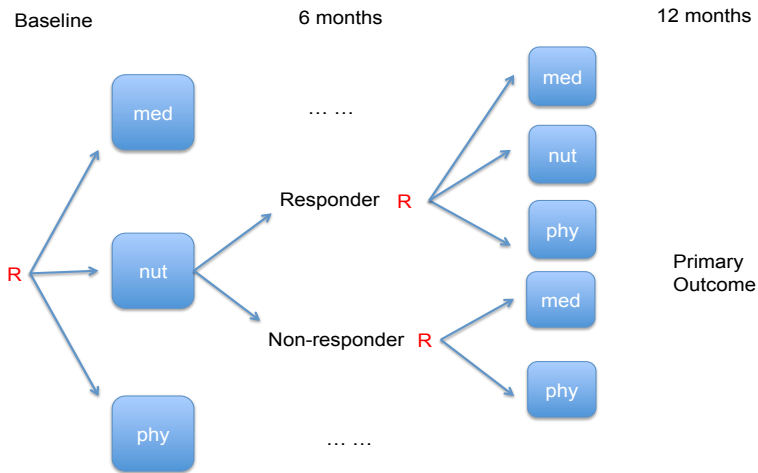 Baseline
6 months
12 months
med
med
... ...
nut
Responder R
phy
R
nut
Primary
Outcome
med
Non-responder R
phy
phy
... ...